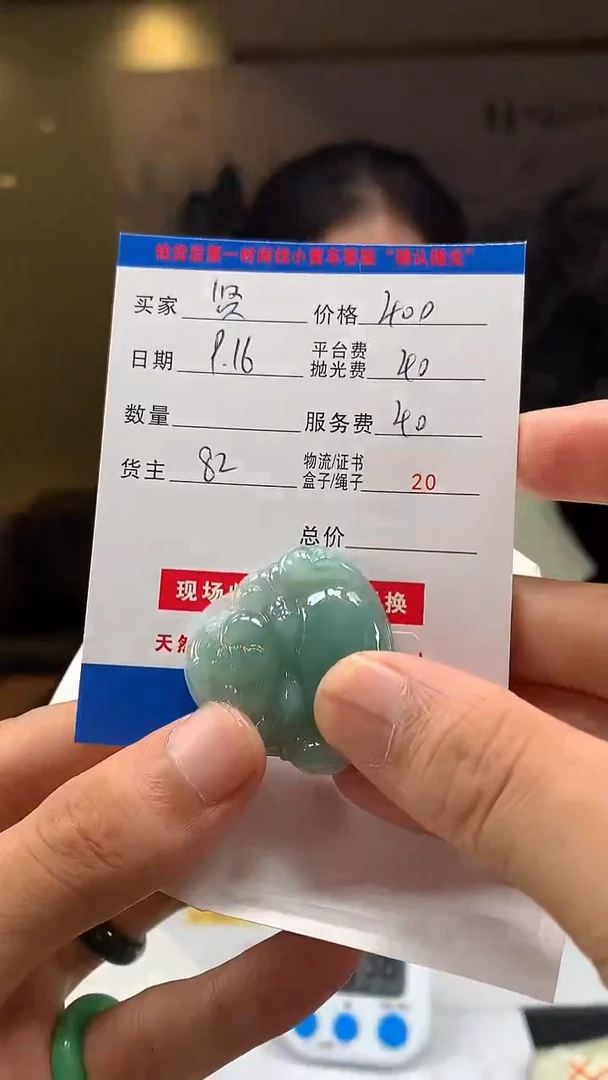 买家 贤 价格 400
日期 9.16 平台费 抛光费 40
数量 服务费 40
货主 82 物流/证书 盒子/绳子 20
总价
现场 换
天然